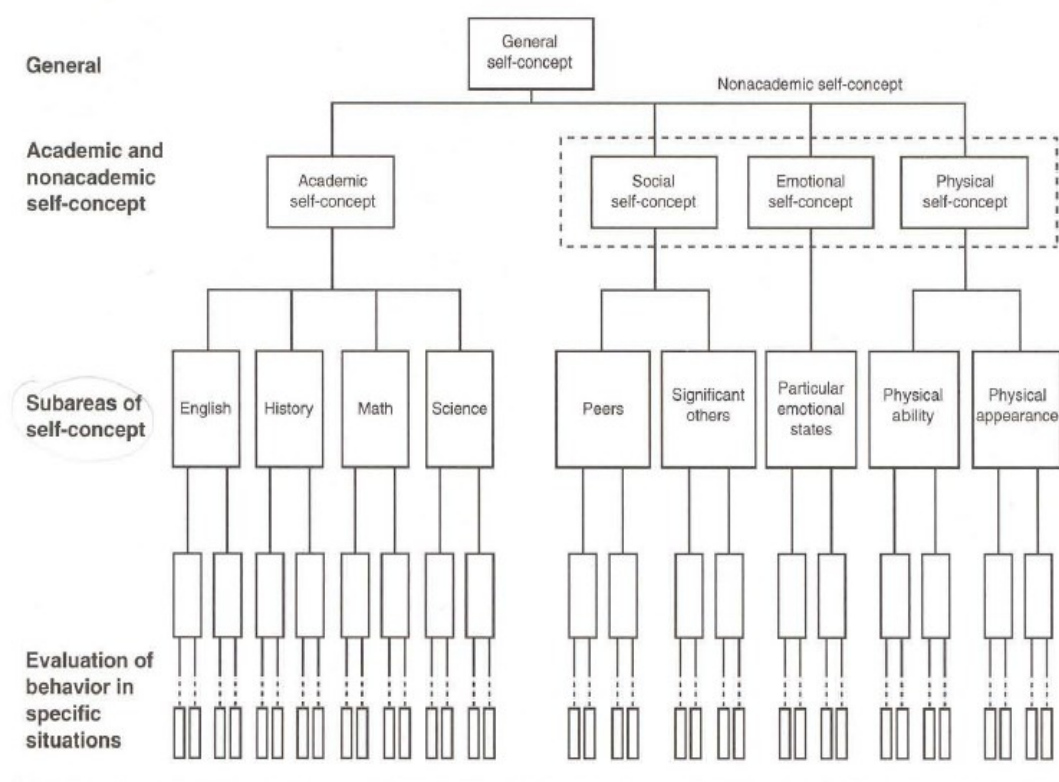 General
General
self-concept
Nonacademic self-concept
Academic and
nonacademic
self-concept
Academic
self-concept
Social
self-concept
Emotional
self-concept
Physical
self-concept
Subareas of
self-concept
English
History
Math
Science
Peers
Significant
others
Particular
emotional
states
Physical
ability
Physical
appearance
Evaluation of
behavior in
specific
situations